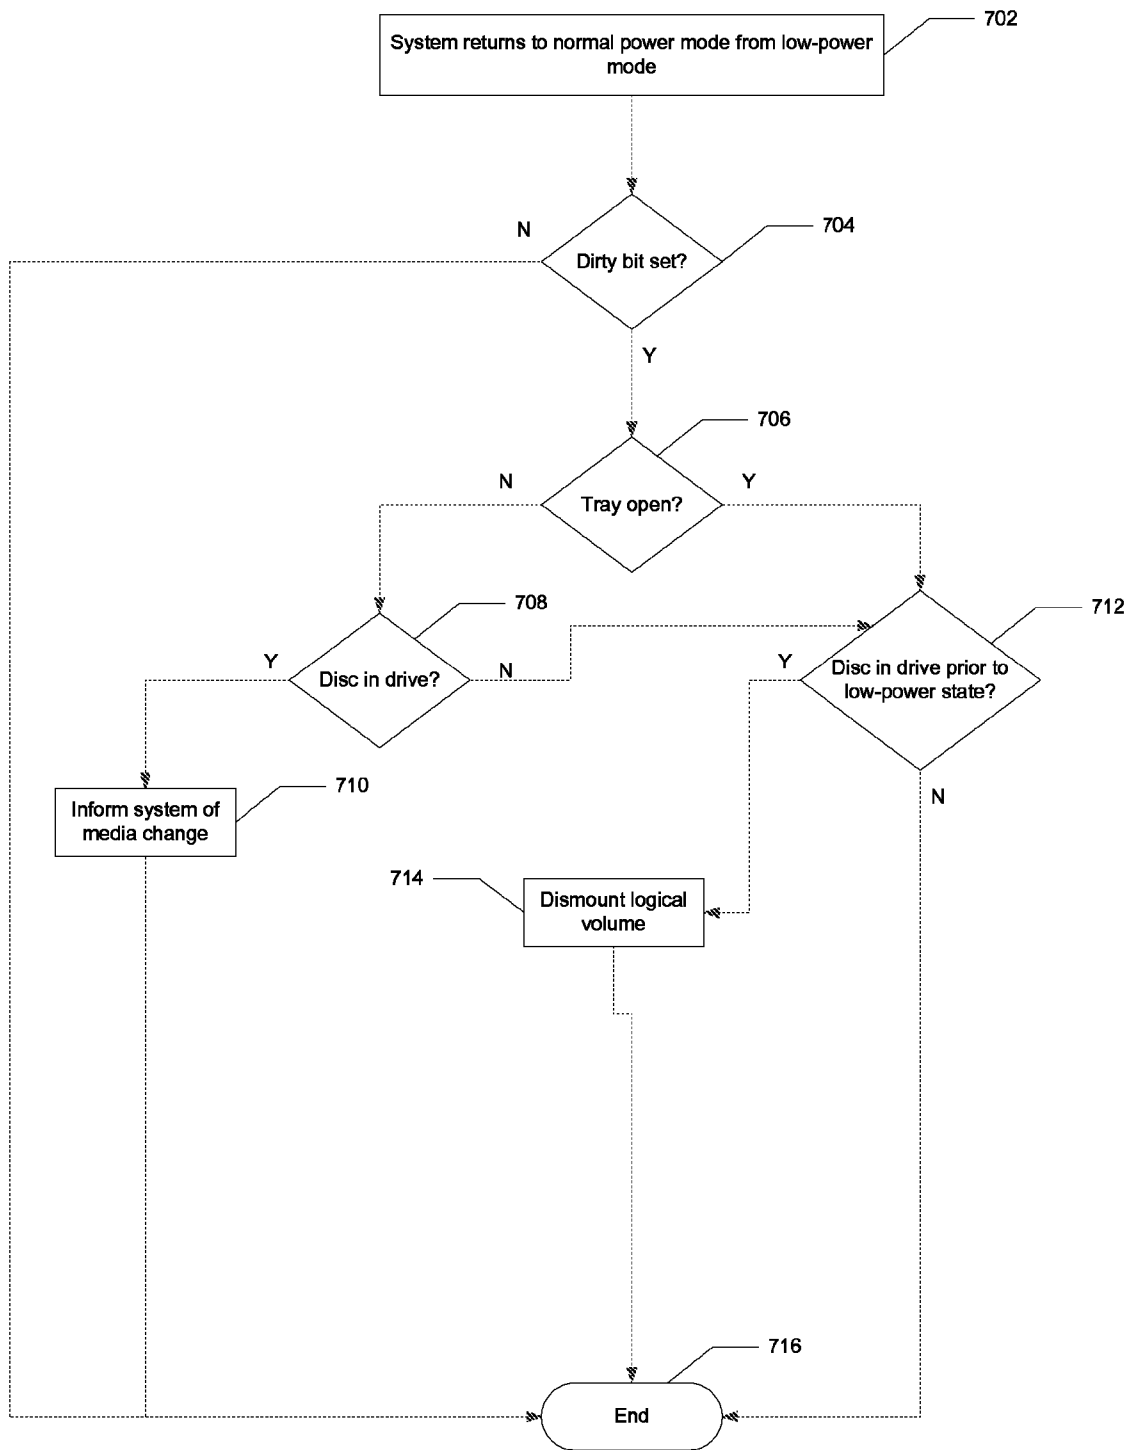 702
System returns to normal power mode from low-power
mode
704
N
Dirty bit set?
Y
706
N
Y
Tray open?
708
712
Y
Disc in drive?
N
Y
Disc in drive prior to
low-power state?
710
N
Inform system of
media change
714
Dismount logical
volume
716
End